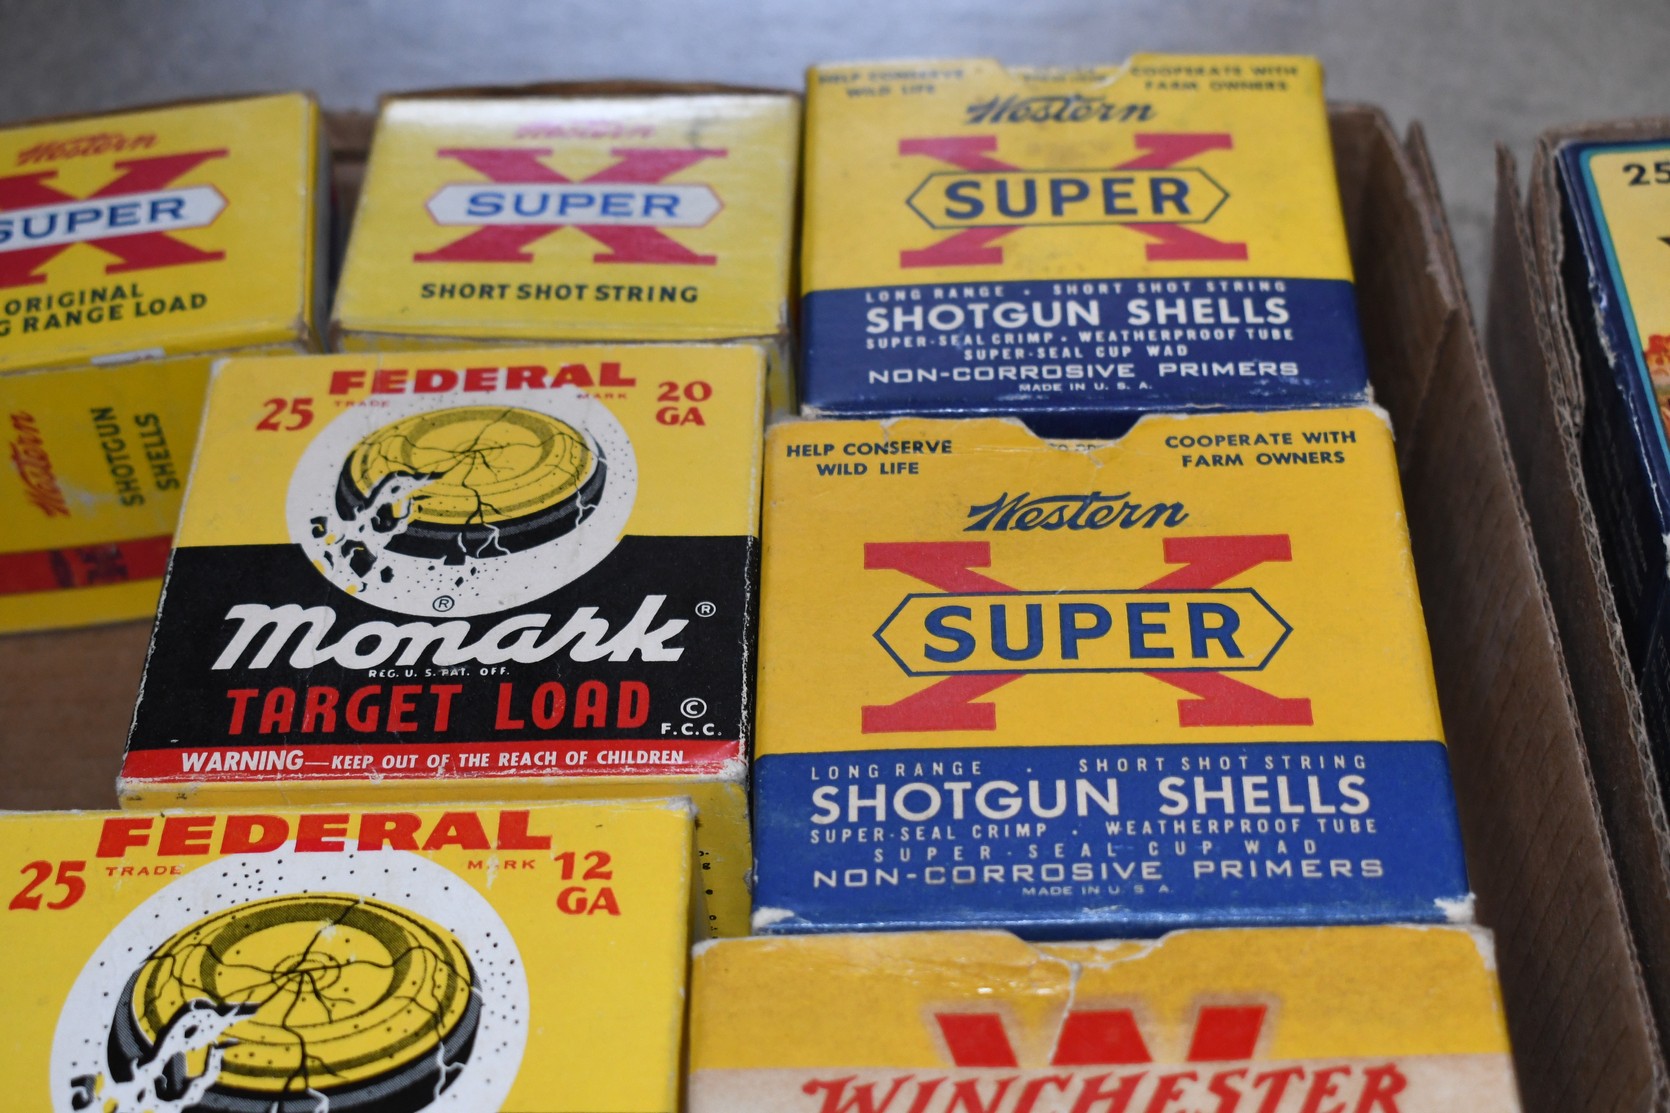 Western
X
SUPER
ORIGINAL
RANGE LOAD
Western
SHOTGUN
SHELLS
Western
X
SUPER
SHORT SHOT STRING
HELP CONSERVE
WILD LIFE
COOPERATE WITH
FARM OWNERS
Western
X
SUPER
LONG RANGE · SHORT SHOT STRING
SHOTGUN SHELLS
SUPER-SEAL CRIMP · WEATHERPROOF TUBE
SUPER-SEAL CUP WAD
NON-CORROSIVE PRIMERS
MADE IN U. S. A.
25
FEDERAL
TRADE MARK
25
20
GA
®
Monark ®
REG. U. S. PAT. OFF.
TARGET LOAD
©
F.C.C.
WARNING—KEEP OUT OF THE REACH OF CHILDREN
HELP CONSERVE
WILD LIFE
COOPERATE WITH
FARM OWNERS
Western
X
SUPER
LONG RANGE · SHORT SHOT STRING
SHOTGUN SHELLS
SUPER-SEAL CRIMP · WEATHERPROOF TUBE
SUPER-SEAL CUP WAD
NON-CORROSIVE PRIMERS
MADE IN U. S. A.
FEDERAL
TRADE MARK
25
12
GA
W
WINCHESTER